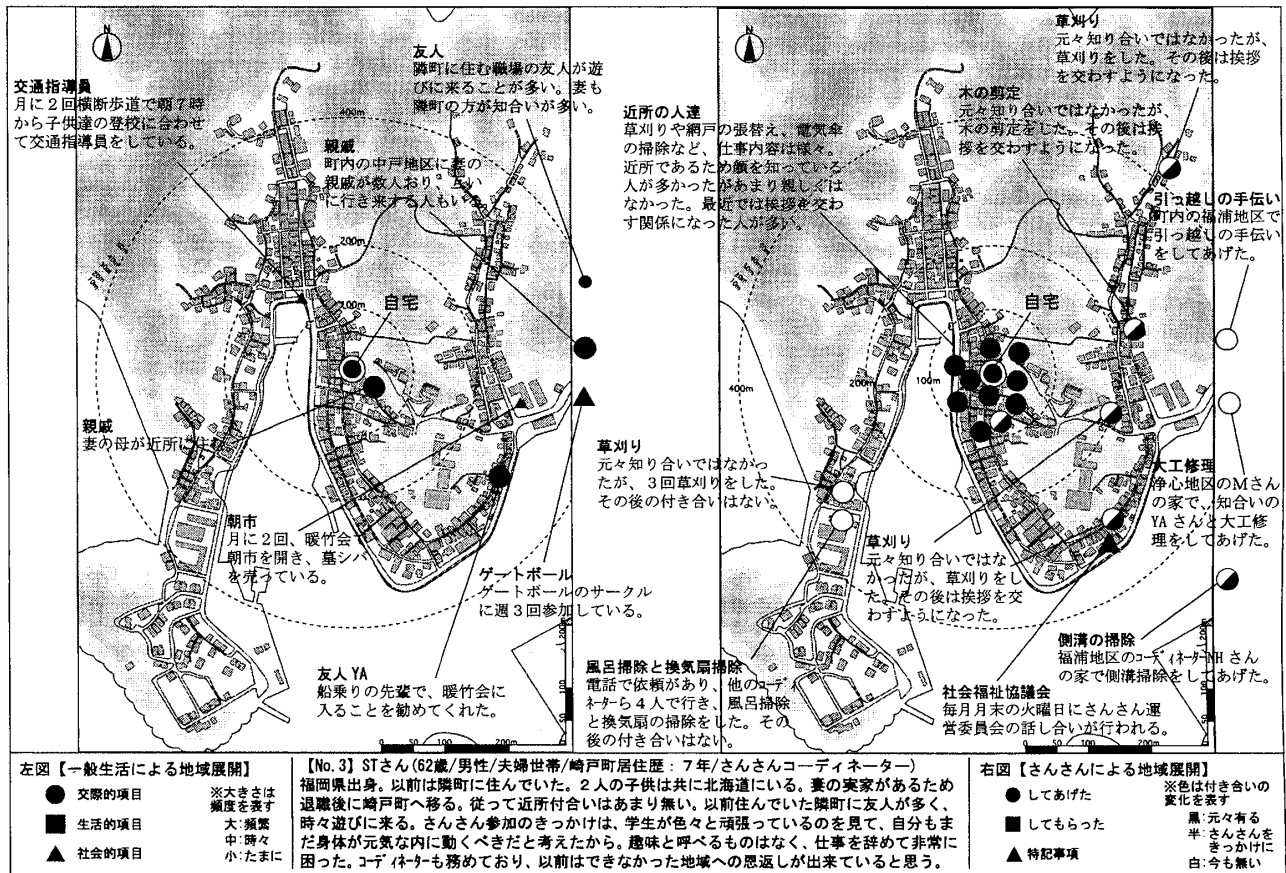 交通指導員
月に2回横断歩道で朝7時
から子供達の登校に合わせ
て交通指導員をしている。
友人
隣町に住む職場の友人が遊
びに来ることが多い。妻も
隣町の方が知合いが多い。
親戚
町内の中戸地区に妻の
親戚が数人おり、互い
に行き来する人もいる。
400m
200m
100m
自宅
親戚
妻の母が近所に住む
朝市
月に2回、暖竹会で
朝市を開き、墓シバ
を売っている。
ゲートボール
ゲートボールのサークル
に週3回参加している。
友人YA
船乗りの先輩で、暖竹会に
入ることを勧めてくれた。
0 50 100 200m
草刈り
元々知り合いではなかったが、
草刈りをした。その後は挨拶
を交わすようになった。
木の剪定
元々知り合いではなかったが、
木の剪定をした。その後は挨
拶を交わすようになった。
近所の人達
草刈りや網戸の張替え、電気傘
の掃除など、仕事内容は様々。
近所であるため顔を知っている
人が多かったがあまり親しくは
なかった。最近では挨拶を交わ
す関係になった人が多い。
引っ越しの手伝い
町内の福浦地区で
引っ越しの手伝い
をしてあげた。
自宅
400m
200m
100m
草刈り
元々知り合いではなかっ
たが、3回草刈りをした。
その後の付き合いはない。
大工修理
浄心地区のMさん
の家で、知合いの
YAさんと大工修
理をしてあげた。
草刈り
元々知り合いではな
かったが、草刈りをし
た。その後は挨拶を交
わすようになった。
側溝の掃除
福浦地区のコーディネーターNHさん
の家で側溝掃除をしてあげた。
風呂掃除と換気扇掃除
電話で依頼があり、他のコーディ
ネーターら4人で行き、風呂掃除
と換気扇の掃除をした。その
後の付き合いはない。
社会福祉協議会
毎月月末の火曜日にさんさん運
営委員会の話し合いが行われる。
0 50 100 200m
左図【一般生活による地域展開】
● 交際的項目
■ 生活的項目
▲ 社会的項目
※大きさは
頻度を表す
大:頻繁
中:時々
小:たまに
【No.3】STさん(62歳/男性/夫婦世帯/崎戸町居住歴:7年/さんさんコーディネーター)
福岡県出身。以前は隣町に住んでいた。2人の子供は共に北海道にいる。妻の実家があるため
退職後に崎戸町へ移る。従って近所付合いはあまり無い。以前住んでいた隣町に友人が多く、
時々遊びに来る。さんさん参加のきっかけは、学生が色々と頑張っているのを見て、自分もま
だ身体が元気な内に動くべきだと考えたから。趣味と呼べるものはなく、仕事を辞めて非常に
困った。コーディネーターも務めており、以前はできなかった地域への恩返しが出来ていると思う。
右図【さんさんによる地域展開】
● してあげた
■ してもらった
▲ 特記事項
※色は付き合いの
変化を表す
黒:元々有る
半:さんさんを
きっかけに
白:今も無い